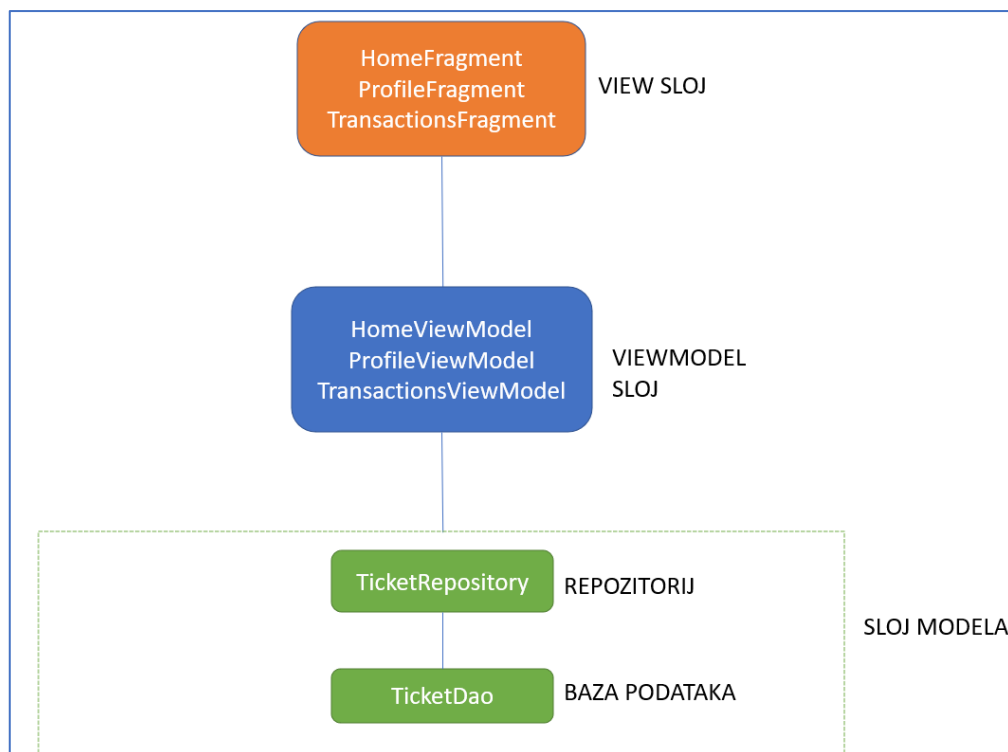 HomeFragment
ProfileFragment
TransactionsFragment
VIEW SLOJ
HomeViewModel
ProfileViewModel
TransactionsViewModel
VIEWMODEL
SLOJ
TicketRepository
REPOZITORIJ
SLOJ MODELA
TicketDao
BAZA PODATAKA